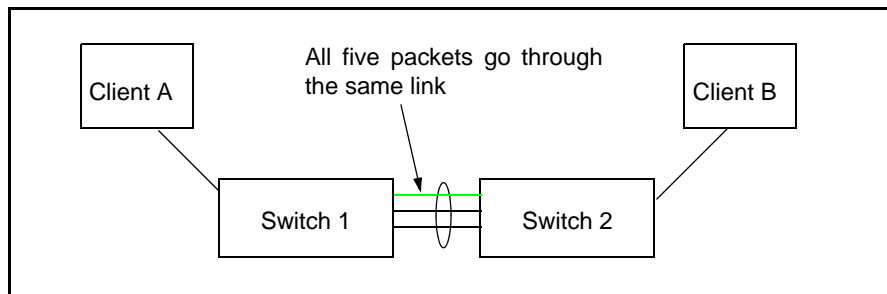 All five packets go through
the same link
Client A
Client B
Switch 1
Switch 2